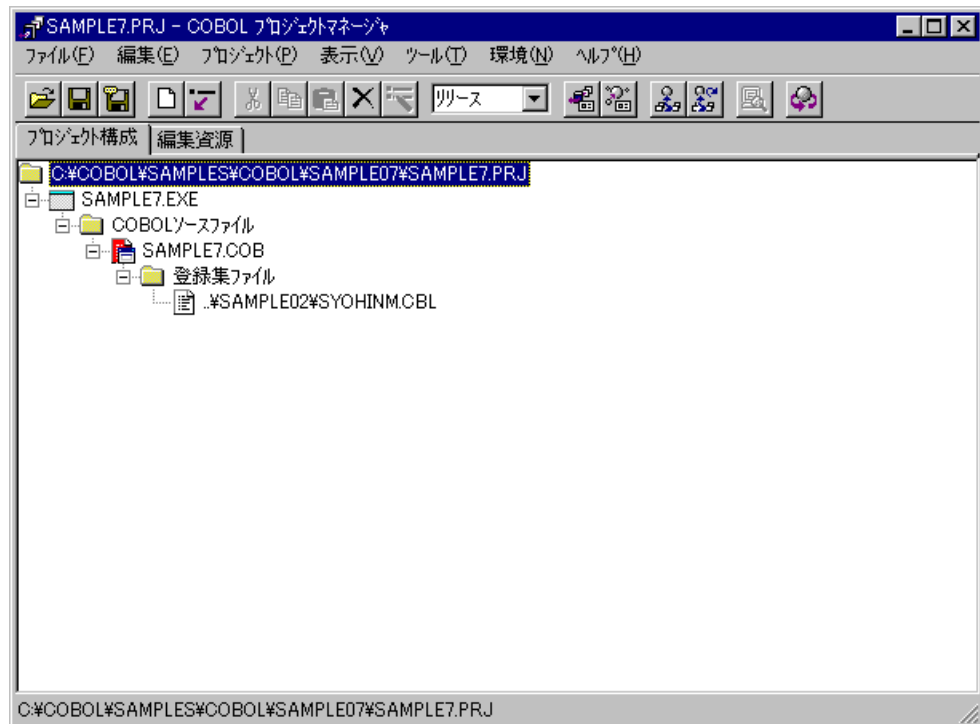 SAMPLE7.PRJ - COBOL ﾌﾟﾛｼﾞｪｸﾄﾏﾈｰｼﾞｬ
ﾌｧｲﾙ(F) 編集(E) ﾌﾟﾛｼﾞｪｸﾄ(P) 表示(V) ﾂｰﾙ(T) 環境(N) ﾍﾙﾌﾟ(H)
ﾘﾘｰｽ
ﾌﾟﾛｼﾞｪｸﾄ構成 編集資源
C:¥COBOL¥SAMPLES¥COBOL¥SAMPLE07¥SAMPLE7.PRJ
SAMPLE7.EXE
COBOLｿｰｽﾌｧｲﾙ
SAMPLE7.COB
登録集ﾌｧｲﾙ
..¥SAMPLE02¥SYOHINM.CBL
C:¥COBOL¥SAMPLES¥COBOL¥SAMPLE07¥SAMPLE7.PRJ